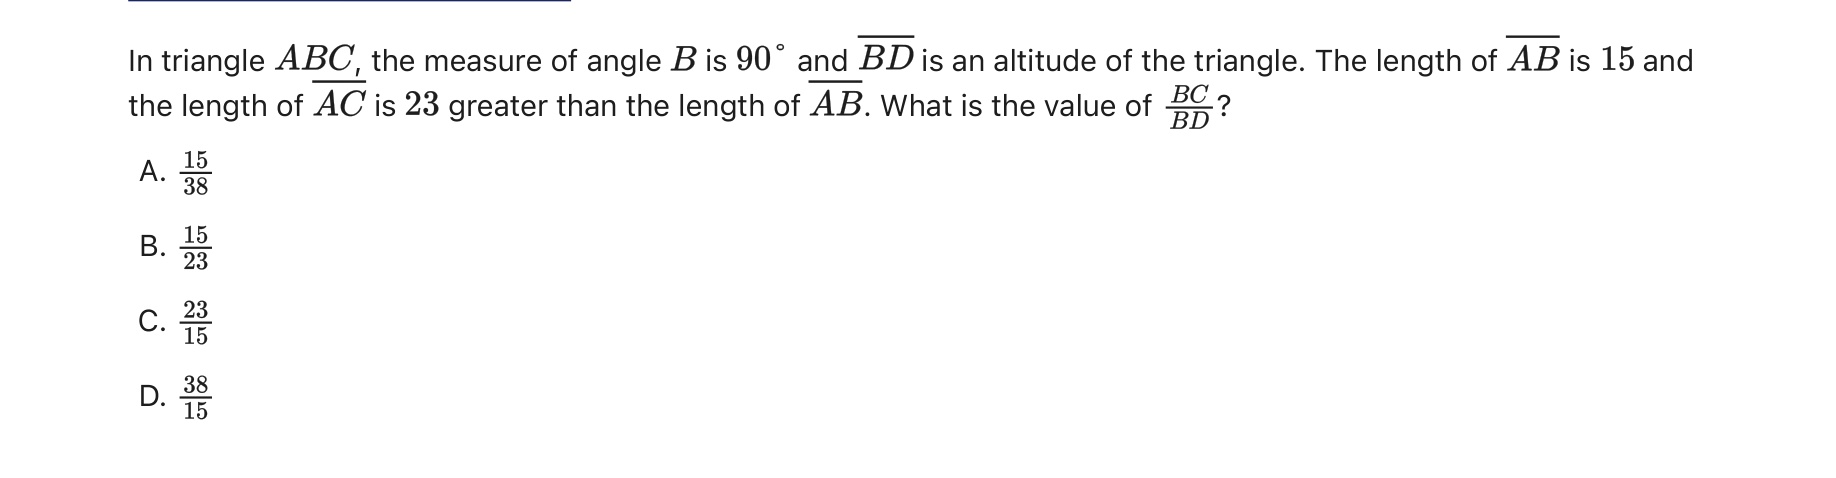 In triangle $ABC$, the measure of angle $B$ is $90^\circ$ and $\overline{BD}$ is an altitude of the triangle. The length of $\overline{AB}$ is $15$ and
the length of $\overline{AC}$ is $23$ greater than the length of $\overline{AB}$. What is the value of $\frac{BC}{BD}$?
A. $\frac{15}{38}$
B. $\frac{15}{23}$
C. $\frac{23}{15}$
D. $\frac{38}{15}$